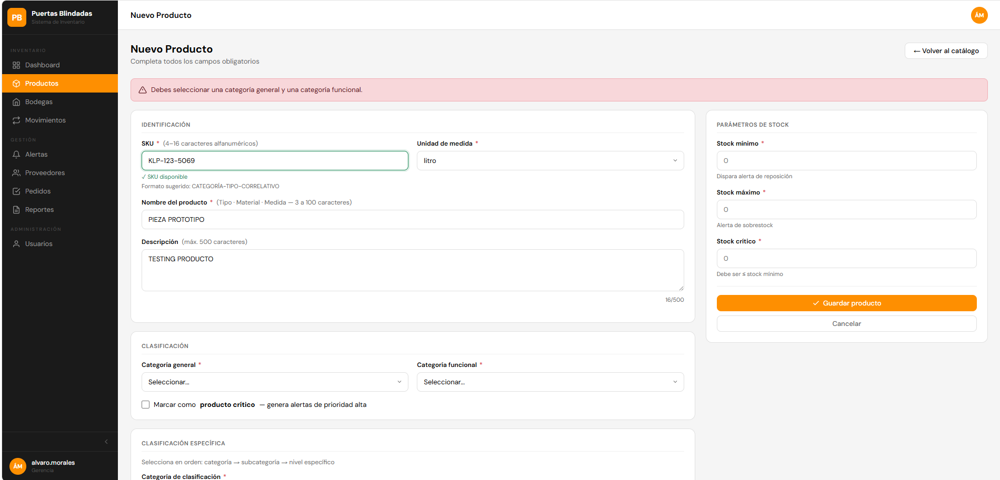 PB
Puertas Blindadas
Sistema de Inventario
INVENTARIO
Dashboard
Productos
Bodegas
Movimientos
GESTIÓN
Alertas
Proveedores
Pedidos
Reportes
ADMINISTRACIÓN
Usuarios
ÁM
alvaro.morales
Gerencia
Nuevo Producto
ÁM
Nuevo Producto
Completa todos los campos obligatorios
← Volver al catálogo
Debes seleccionar una categoría general y una categoría funcional.
IDENTIFICACIÓN
SKU * (4–16 caracteres alfanuméricos)
KLP-123-5069
✓ SKU disponible
Formato sugerido: CATEGORÍA-TIPO-CORRELATIVO
Unidad de medida *
litro
Nombre del producto * (Tipo · Material · Medida — 3 a 100 caracteres)
PIEZA PROTOTIPO
Descripción (máx. 500 caracteres)
TESTING PRODUCTO
16/500
CLASIFICACIÓN
Categoría general *
Seleccionar...
Categoría funcional *
Seleccionar...
Marcar como producto crítico — genera alertas de prioridad alta
CLASIFICACIÓN ESPECÍFICA
Selecciona en orden: categoría → subcategoría → nivel específico
Categoría de clasificación *
PARÁMETROS DE STOCK
Stock mínimo *
0
Dispara alerta de reposición
Stock máximo *
0
Alerta de sobrestock
Stock crítico *
0
Debe ser ≤ stock mínimo
✓ Guardar producto
Cancelar